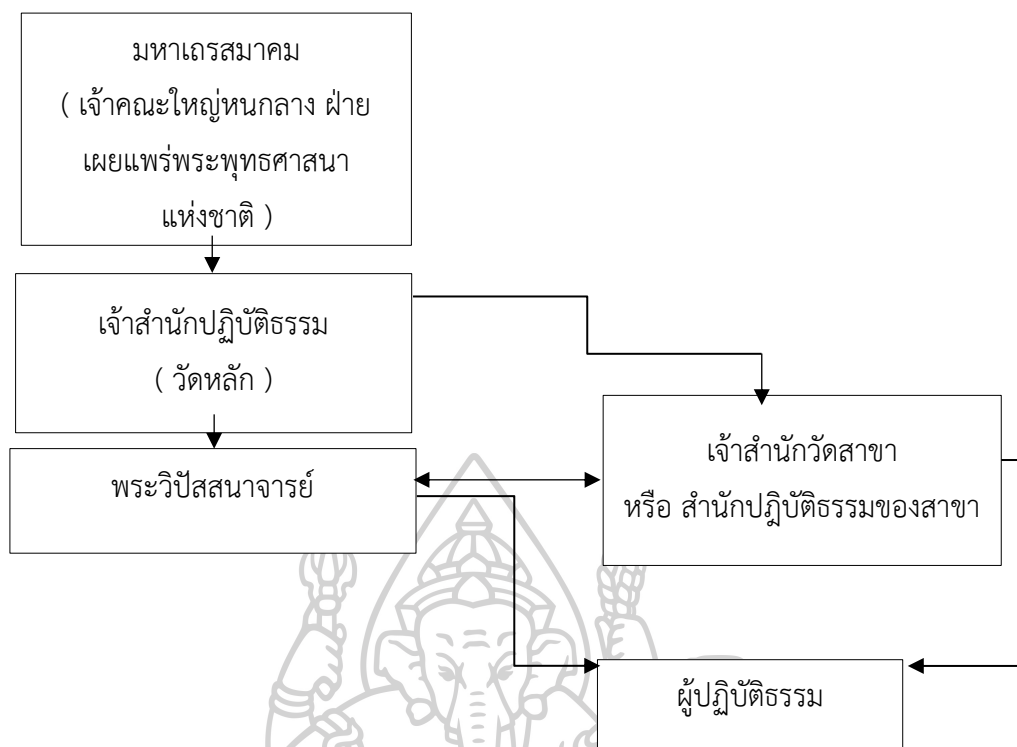 มหาเถรสมาคม
( เจ้าคณะใหญ่หนกลาง ฝ่าย
เผยแพร่พระพุทธศาสนา
แห่งชาติ )
เจ้าสำนักปฏิบัติธรรม
( วัดหลัก )
พระวิปัสสนาจารย์
เจ้าสำนักวัดสาขา
หรือ สำนักปฏิบัติธรรมของสาขา
ผู้ปฏิบัติธรรม